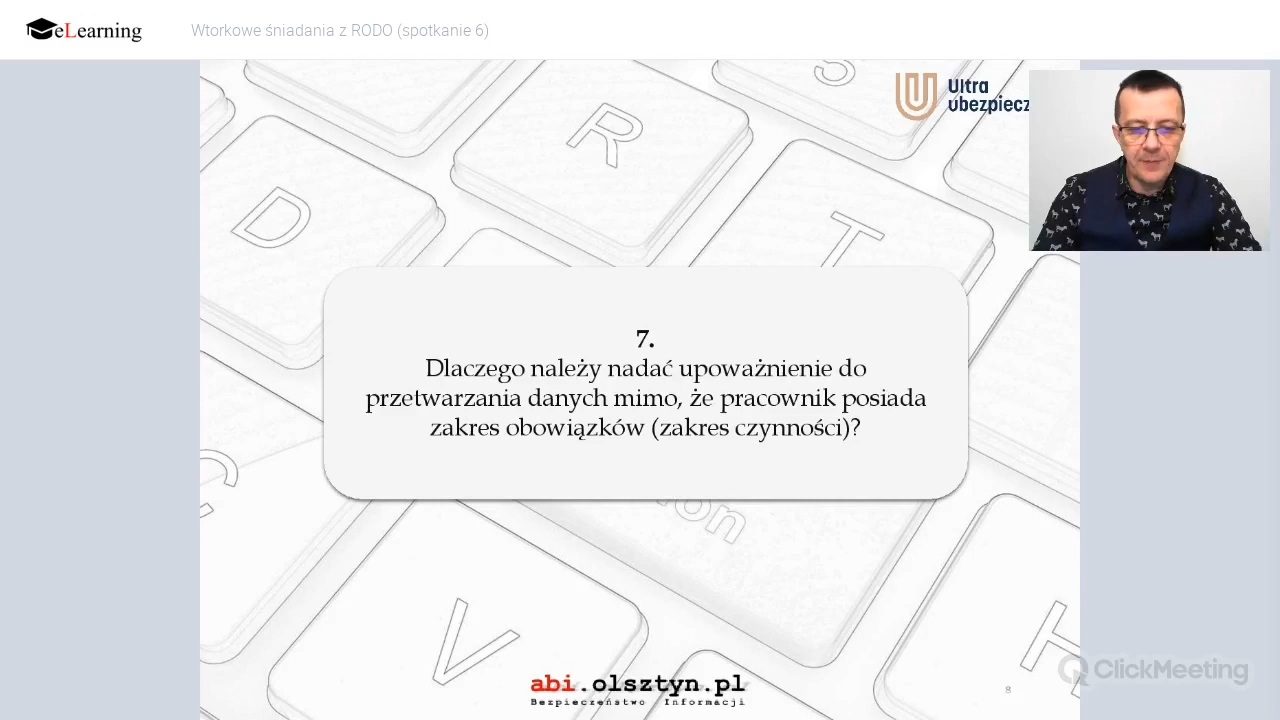 eLearning
Wtorkowe śniadania z RODO (spotkanie 6)
S
R
D
T
Ultra
ubezpiecz
7.
Dlaczego należy nadać upoważnienie do
przetwarzania danych mimo, że pracownik posiada
zakres obowiązków (zakres czynności)?
C
V
H
abi.olsztyn.pl
Bezpieczeństwo Informacji
8
ClickMeeting